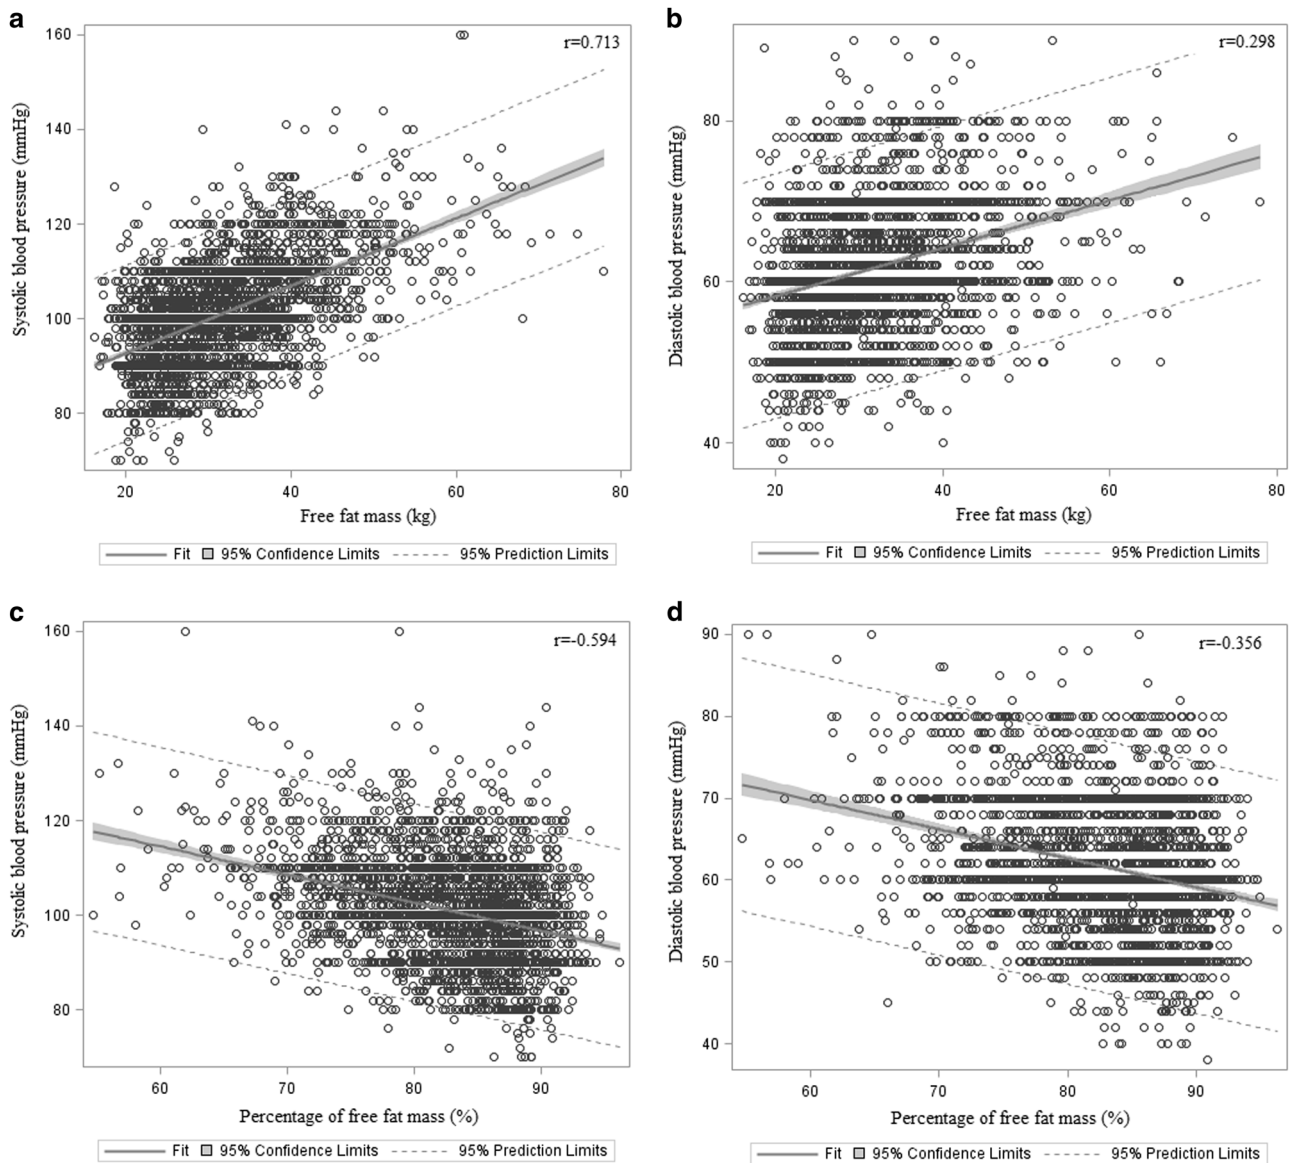 a
r=0.713
160
140
120
100
80
Systolic blood pressure (mmHg)
20 40 60 80
Free fat mass (kg)
Fit 95% Confidence Limits 95% Prediction Limits
b
r=0.298
80
60
40
Diastolic blood pressure (mmHg)
20 40 60 80
Free fat mass (kg)
Fit 95% Confidence Limits 95% Prediction Limits
c
r=-0.594
160
140
120
100
80
Systolic blood pressure (mmHg)
60 70 80 90
Percentage of free fat mass (%)
Fit 95% Confidence Limits 95% Prediction Limits
d
r=-0.356
90
80
70
60
50
40
Diastolic blood pressure (mmHg)
60 70 80 90
Percentage of free fat mass (%)
Fit 95% Confidence Limits 95% Prediction Limits